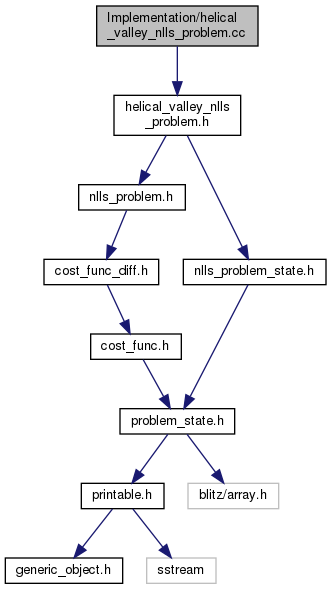 Implementation/helical
_valley_nlls_problem.cc
helical_valley_nlls
_problem.h
nlls_problem.h
cost_func_diff.h
nlls_problem_state.h
cost_func.h
problem_state.h
printable.h
blitz/array.h
generic_object.h
sstream